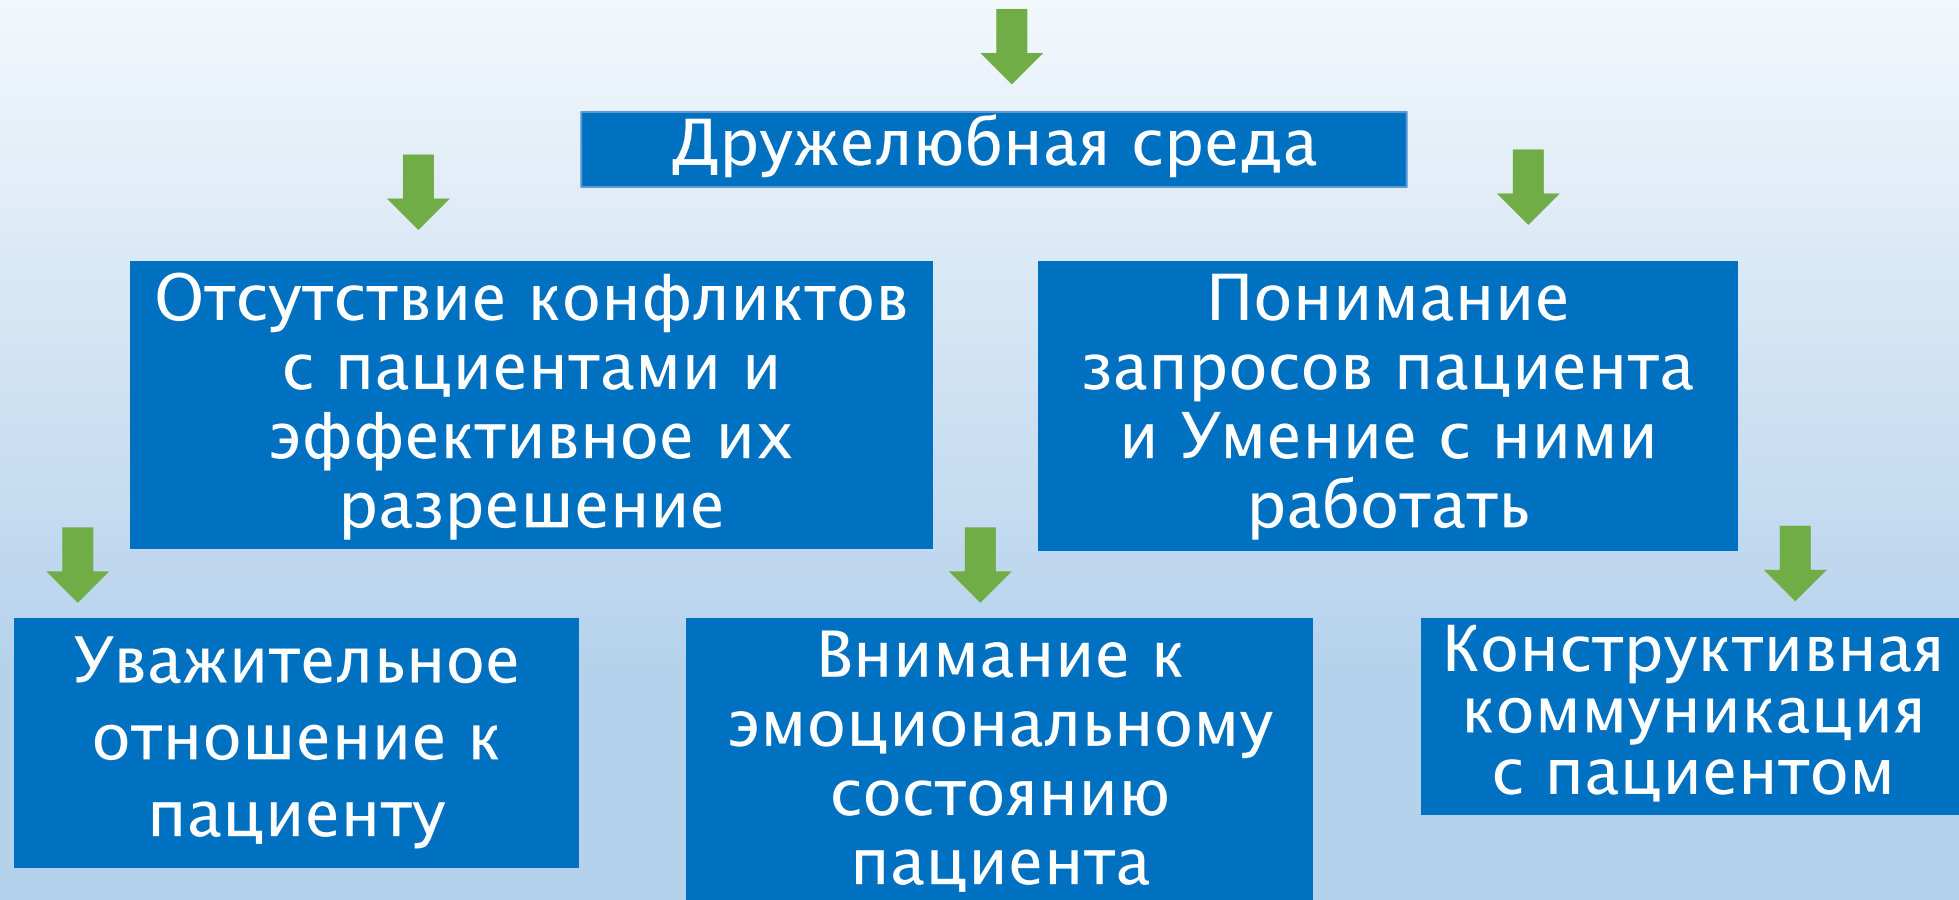 Дружелюбная среда
Отсутствие конфликтов
с пациентами и
эффективное их
разрешение
Понимание
запросов пациента
и Умение с ними
работать
Уважительное
отношение к
пациенту
Внимание к
эмоциональному
состоянию
пациента
Конструктивная
коммуникация
с пациентом